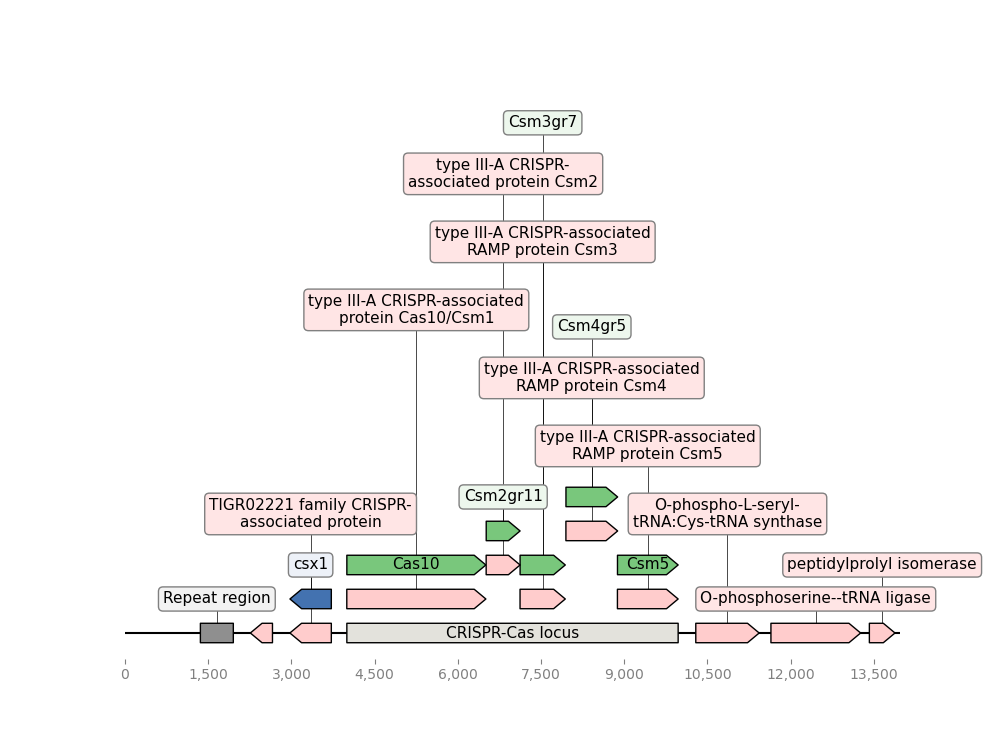 Csm3gr7
type III-A CRISPR-
associated protein Csm2
type III-A CRISPR-associated
RAMP protein Csm3
type III-A CRISPR-associated
protein Cas10/Csm1
Csm4gr5
type III-A CRISPR-associated
RAMP protein Csm4
type III-A CRISPR-associated
RAMP protein Csm5
Csm2gr11
TIGR02221 family CRISPR-
associated protein
O-phospho-L-seryl-
tRNA:Cys-tRNA synthase
csx1
Cas10
Csm5
peptidylprolyl isomerase
Repeat region
O-phosphoserine--tRNA ligase
CRISPR-Cas locus
0 1,500 3,000 4,500 6,000 7,500 9,000 10,500 12,000 13,500